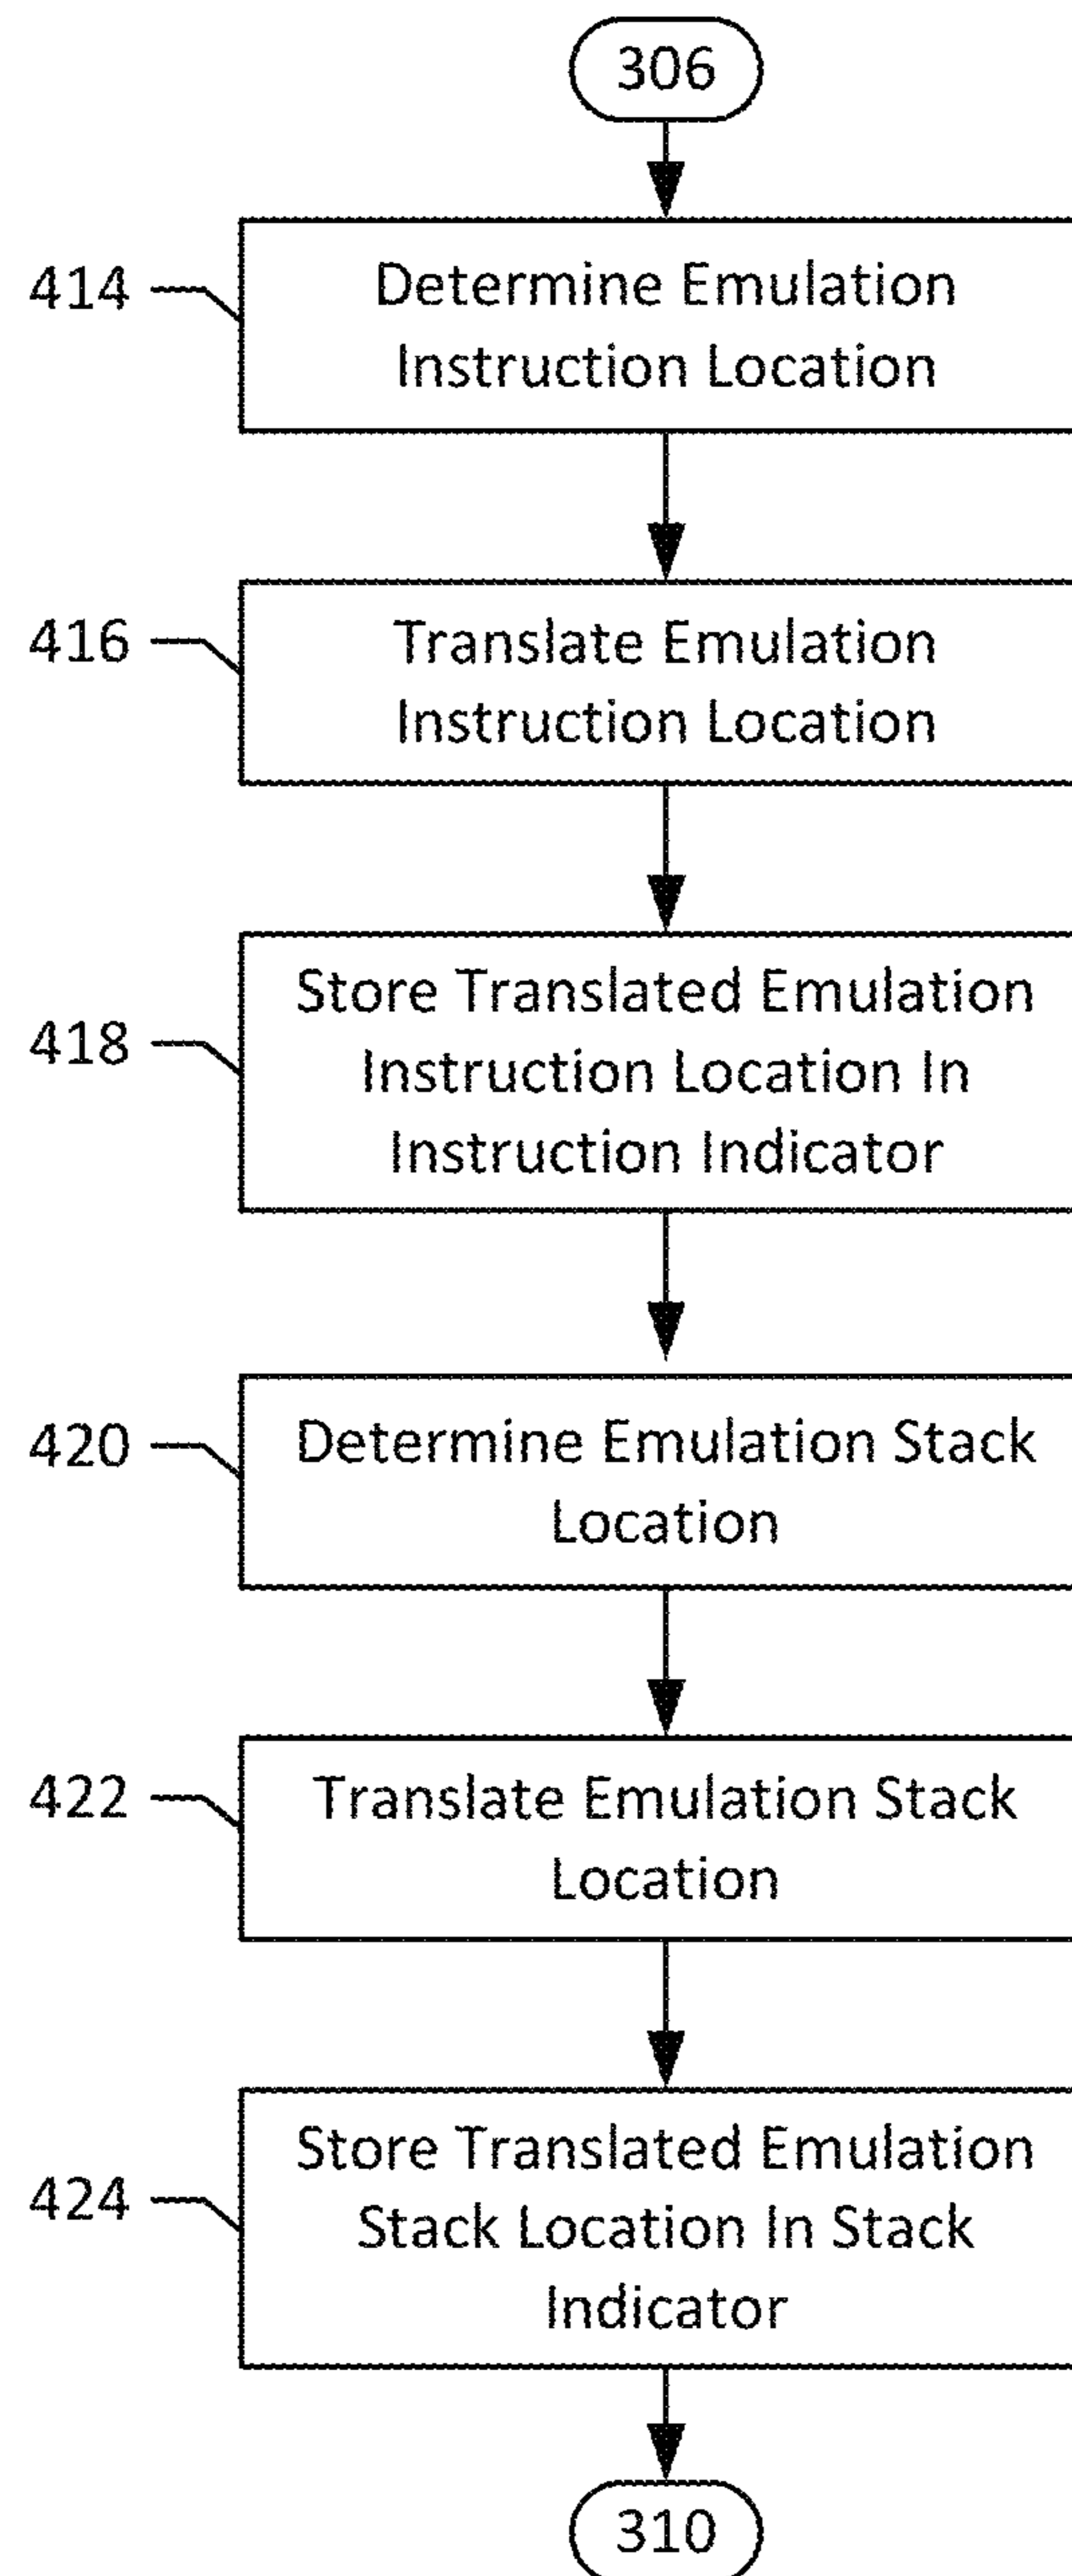 306
414
Determine Emulation
Instruction Location
416
Translate Emulation
Instruction Location
418
Store Translated Emulation
Instruction Location In
Instruction Indicator
420
Determine Emulation Stack
Location
422
Translate Emulation Stack
Location
424
Store Translated Emulation
Stack Location In Stack
Indicator
310